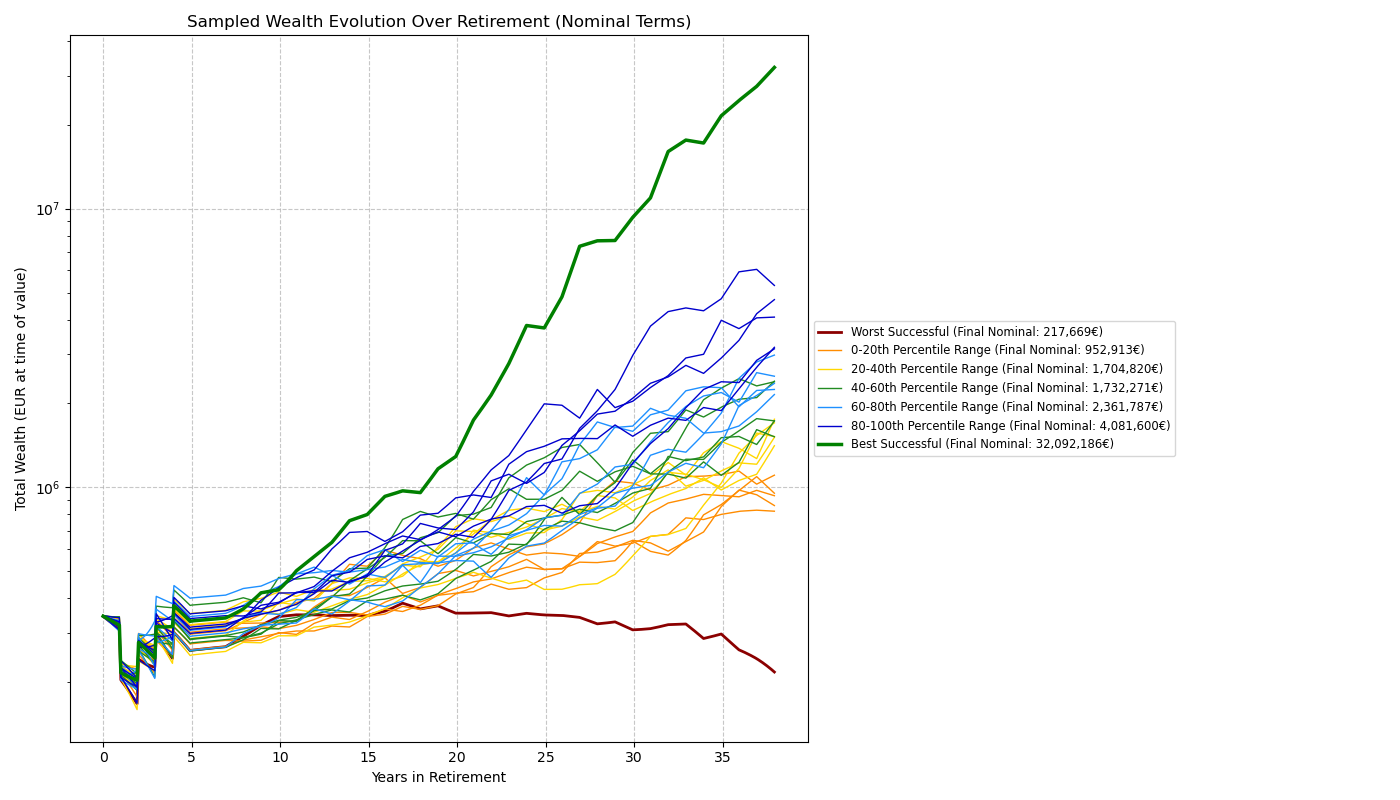 Sampled Wealth Evolution Over Retirement (Nominal Terms)
Total Wealth (EUR at time of value)
10⁷
10⁶
0 5 10 15 20 25 30 35
Years in Retirement
Worst Successful (Final Nominal: 217,669€)
0-20th Percentile Range (Final Nominal: 952,913€)
20-40th Percentile Range (Final Nominal: 1,704,820€)
40-60th Percentile Range (Final Nominal: 1,732,271€)
60-80th Percentile Range (Final Nominal: 2,361,787€)
80-100th Percentile Range (Final Nominal: 4,081,600€)
Best Successful (Final Nominal: 32,092,186€)